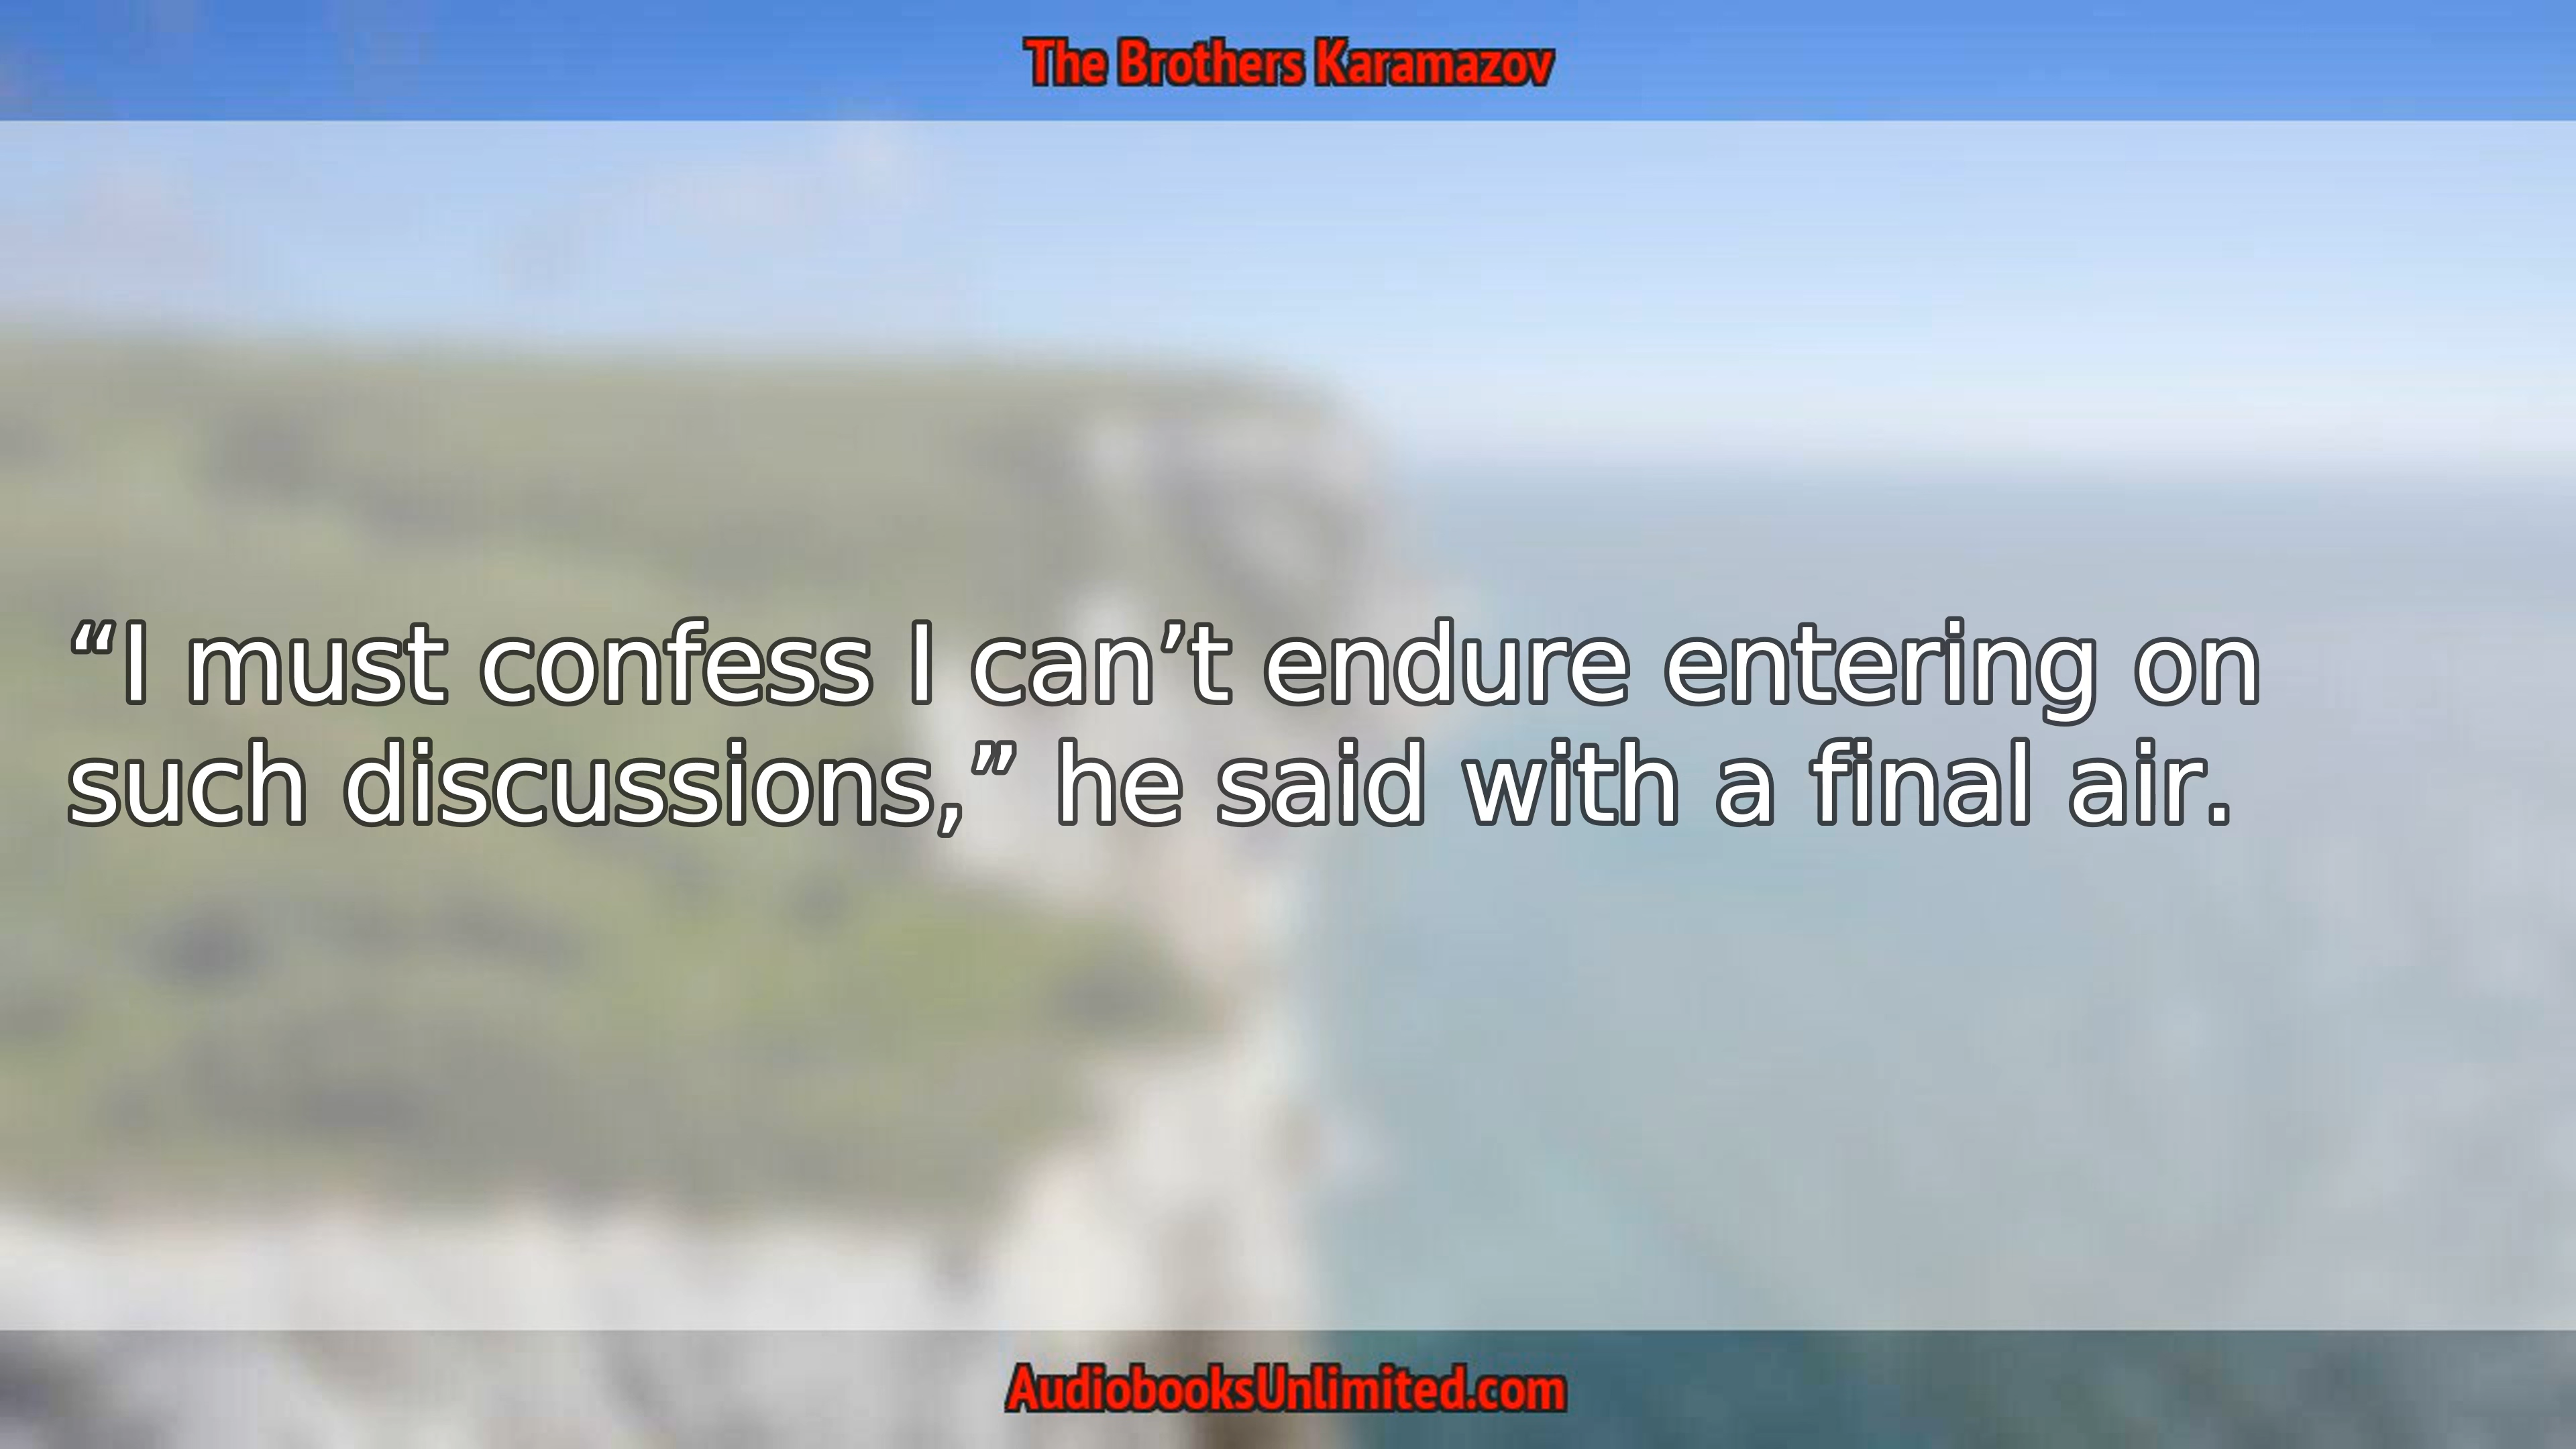 The Brothers Karamazov
“I must confess I can’t endure entering on
such discussions,” he said with a final air.
AudiobooksUnlimited.com